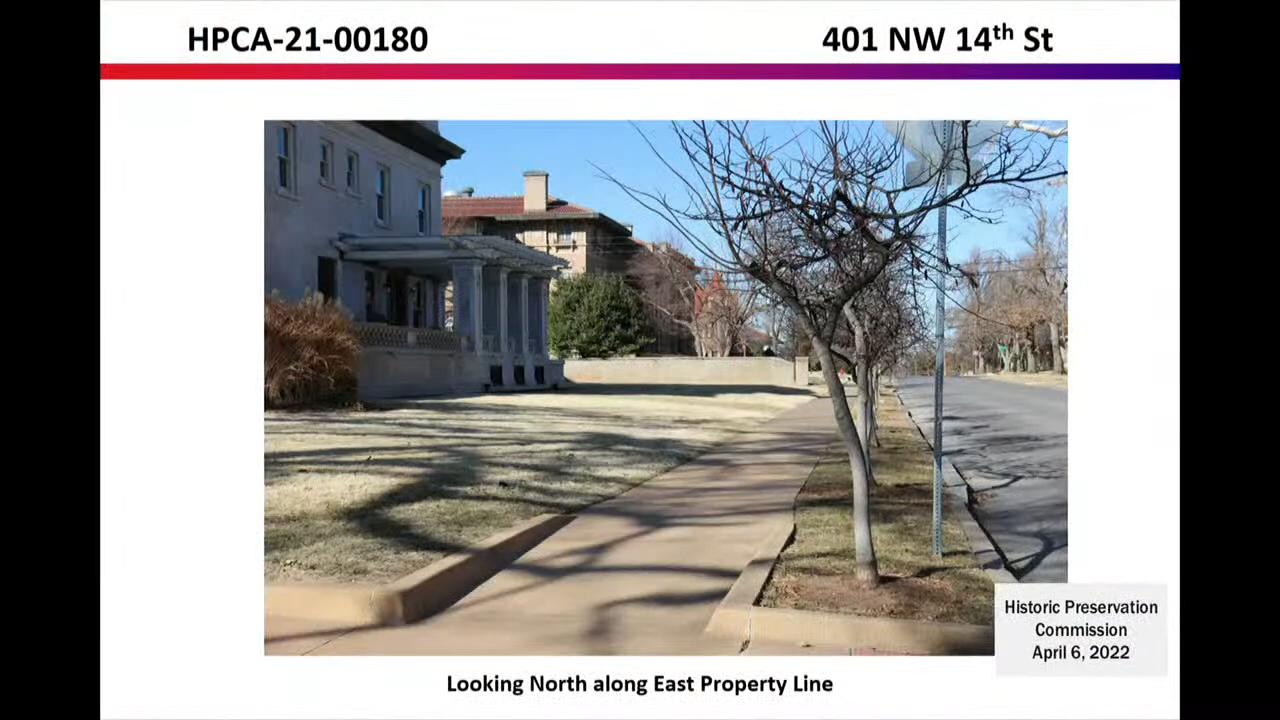 HPCA-21-00180
401 NW 14th St
Historic Preservation
Commission
April 6, 2022
Looking North along East Property Line